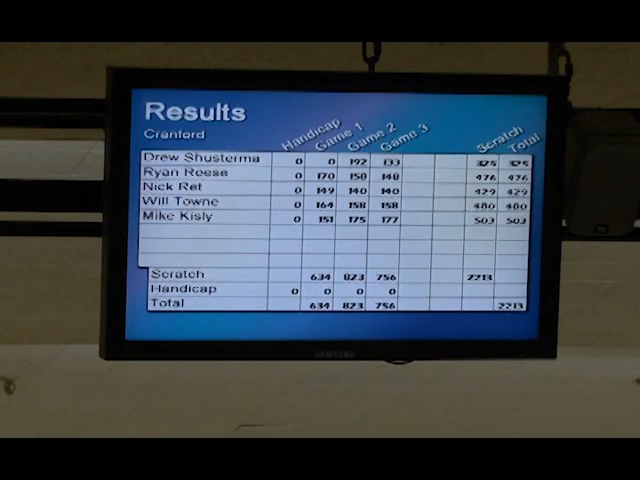 Results
Cranford
Handicap Game 1 Game 2 Game 3 Scratch Total
Drew Shusterma 0 0 192 133 325 325
Ryan Reese 0 170 158 148 476 476
Nick Ret 0 149 140 140 429 429
Will Towne 0 164 158 158 480 480
Mike Kisly 0 151 175 177 503 503
Scratch 634 823 756 2213
Handicap 0 0 0 0
Total 634 823 756 2213
SAMSUNG